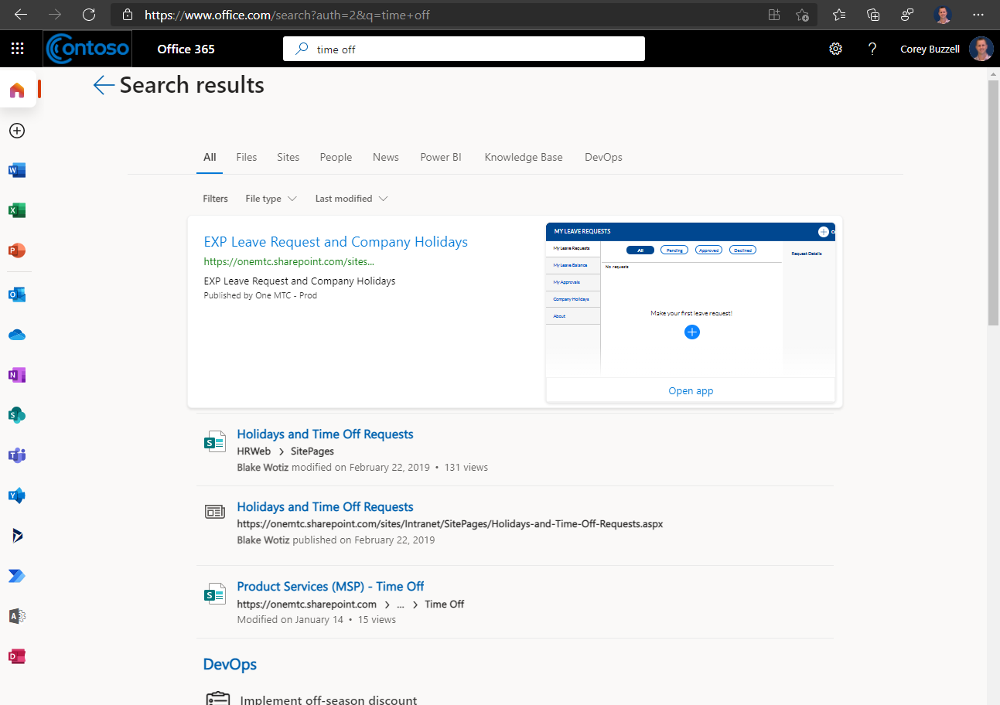 https://www.office.com/search?auth=2&q=time+off
Contoso
Office 365
time off
?
Corey Buzzell
Search results
All
Files
Sites
People
News
Power BI
Knowledge Base
DevOps
Filters
File type
Last modified
EXP Leave Request and Company Holidays
https://onemtc.sharepoint.com/sites...
EXP Leave Request and Company Holidays
Published by One MTC - Prod
MY LEAVE REQUESTS
My Leave Requests
My Leave Balance
My Approvals
Company Holidays
About
All
Pending
Approved
Declined
No requests
Request Details
Make your first leave request!
Open app
Holidays and Time Off Requests
HRWeb > SitePages
Blake Wotiz modified on February 22, 2019 • 131 views
Holidays and Time Off Requests
https://onemtc.sharepoint.com/sites/Intranet/SitePages/Holidays-and-Time-Off-Requests.aspx
Blake Wotiz published on February 22, 2019
Product Services (MSP) - Time Off
https://onemtc.sharepoint.com > ... > Time Off
Modified on January 14 • 15 views
DevOps
Implement off-season discount